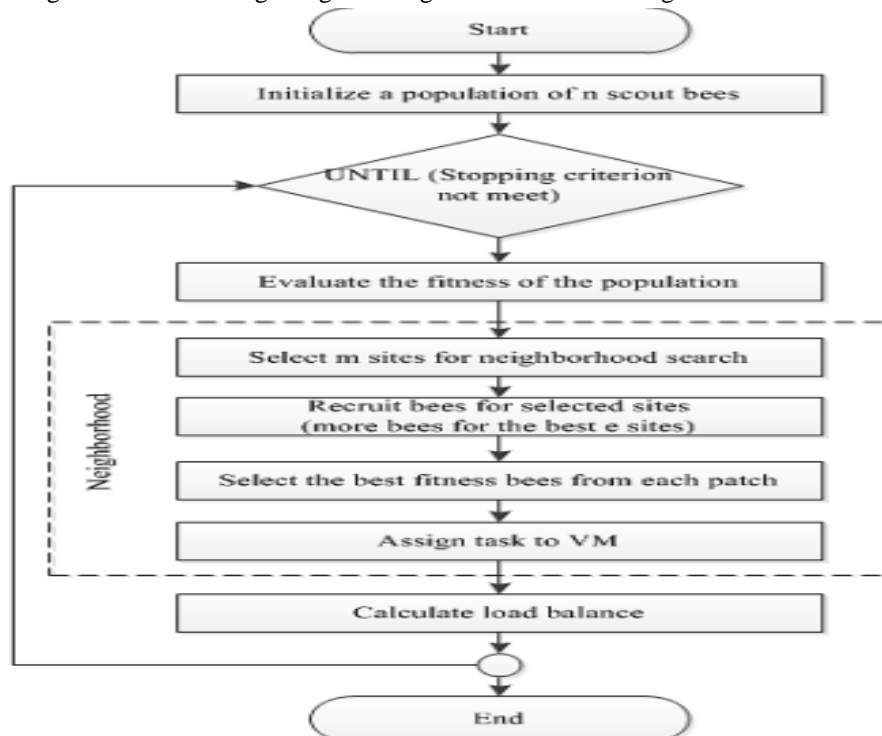 Start
Initialize a population of n scout bees
UNTIL (Stopping criterion
not meet)
Evaluate the fitness of the population
Neighborhood
Select m sites for neighborhood search
Recruit bees for selected sites
(more bees for the best e sites)
Select the best fitness bees from each patch
Assign task to VM
Calculate load balance
End